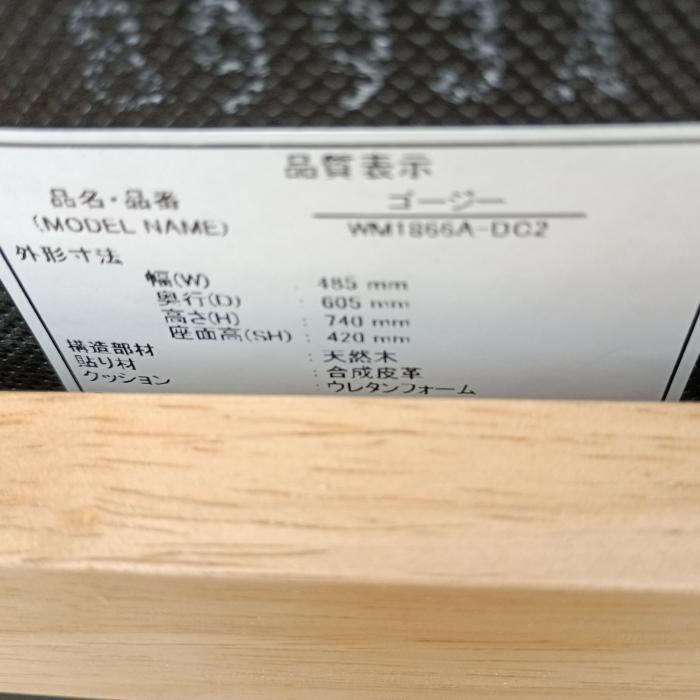 品質表示
品名・品番 ゴージー
(MODEL NAME) WM1866A-DC2
外形寸法
幅(W) : 485 mm
奥行(D) : 605 mm
高さ(H) : 740 mm
座面高(SH) : 420 mm
構造部材 : 天然木
貼り材 : 合成皮革
クッション : ウレタンフォーム